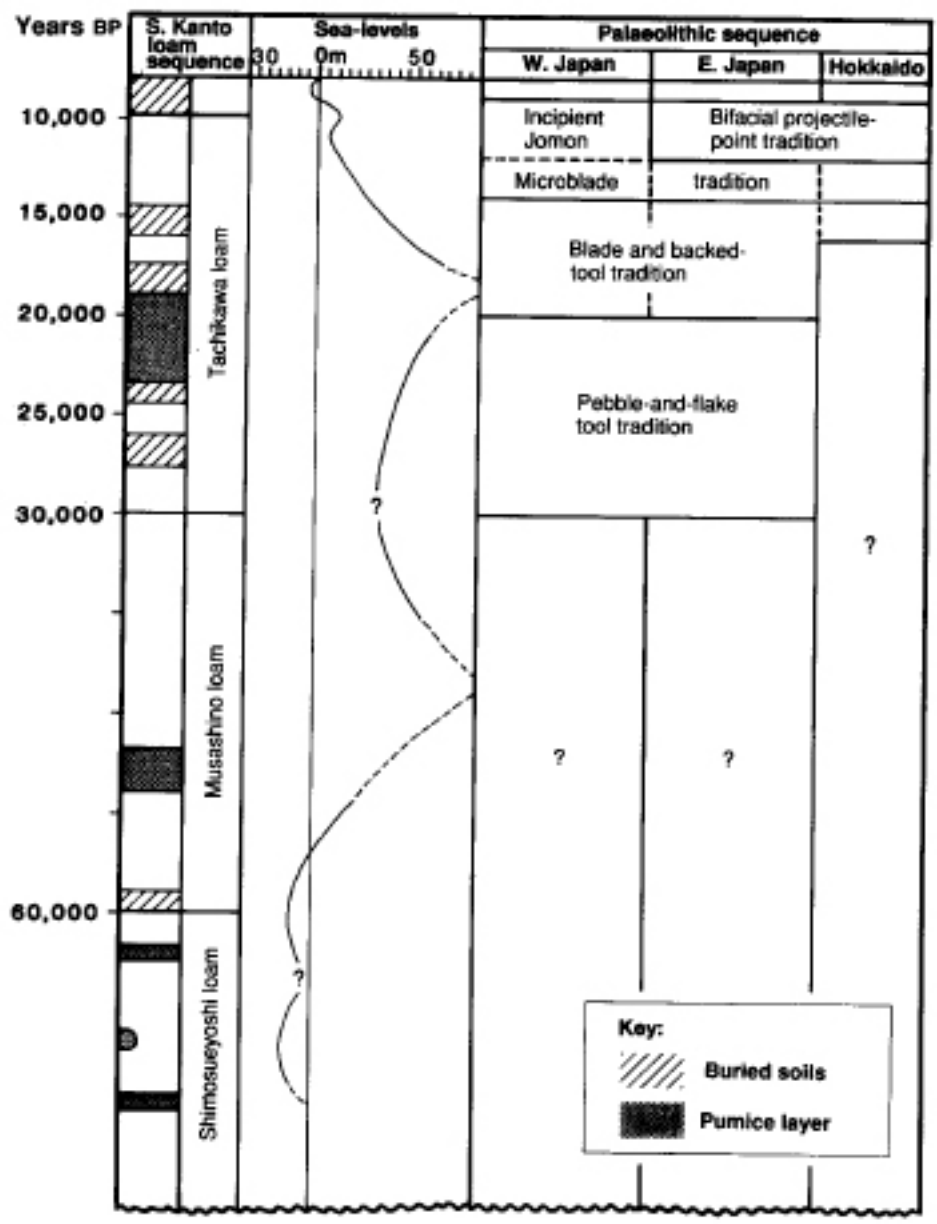 Years BP
S. Kanto
loam
sequence
Sea-levels
30 0m 50
Palaeolithic sequence
W. Japan E. Japan Hokkaido
10,000
Incipient
Jomon
Bifacial projectile-
point tradition
Microblade tradition
15,000
Blade and backed-
tool tradition
Tachikawa loam
20,000
25,000
Pebble-and-flake
tool tradition
?
30,000
?
Musashino loam
? ?
60,000
?
Shimosueyoshi loam
Key:
Buried soils
Pumice layer